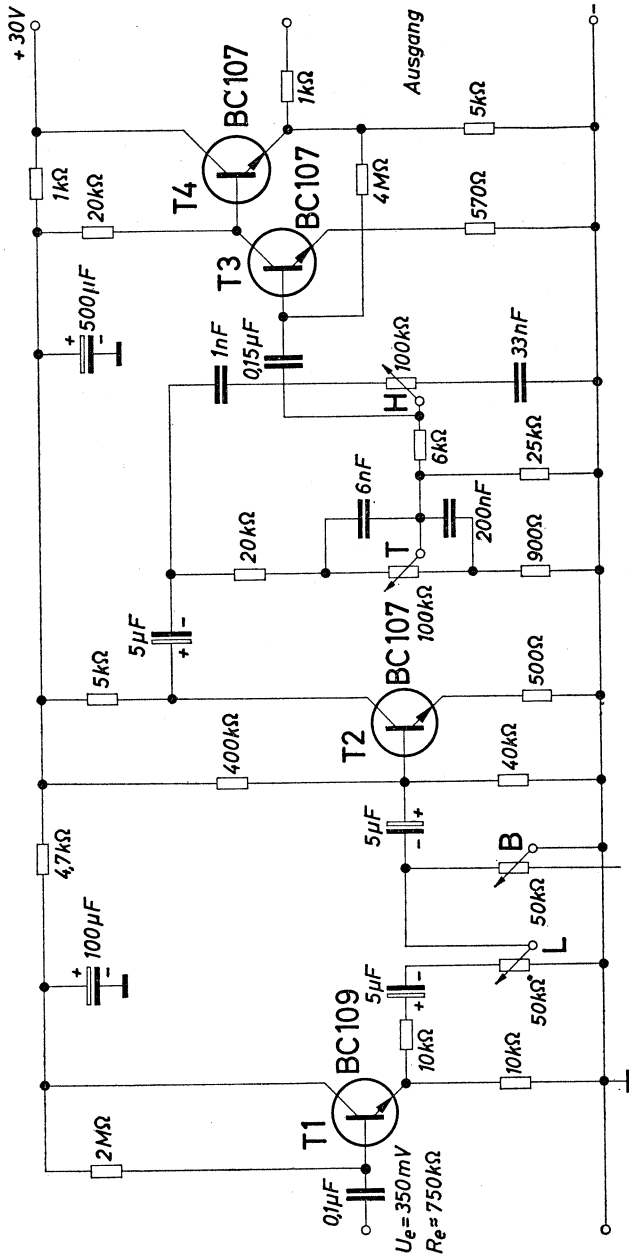 0,1µF
Ue = 350mV
Re = 750kΩ
2MΩ
T1
BC109
10kΩ
10kΩ
5µF
+ -
100µF
+
-
4,7kΩ
50kΩ
L
50kΩ
B
5µF
- +
400kΩ
40kΩ
T2
BC107
5kΩ
500Ω
5µF
+ -
20kΩ
100kΩ
T
900Ω
6nF
200nF
25kΩ
6kΩ
H
100kΩ
1nF
33nF
0,15µF
500µF
+
-
T3
BC107
20kΩ
570Ω
1kΩ
T4
BC107
4MΩ
5kΩ
1kΩ
Ausgang
+ 30V
-